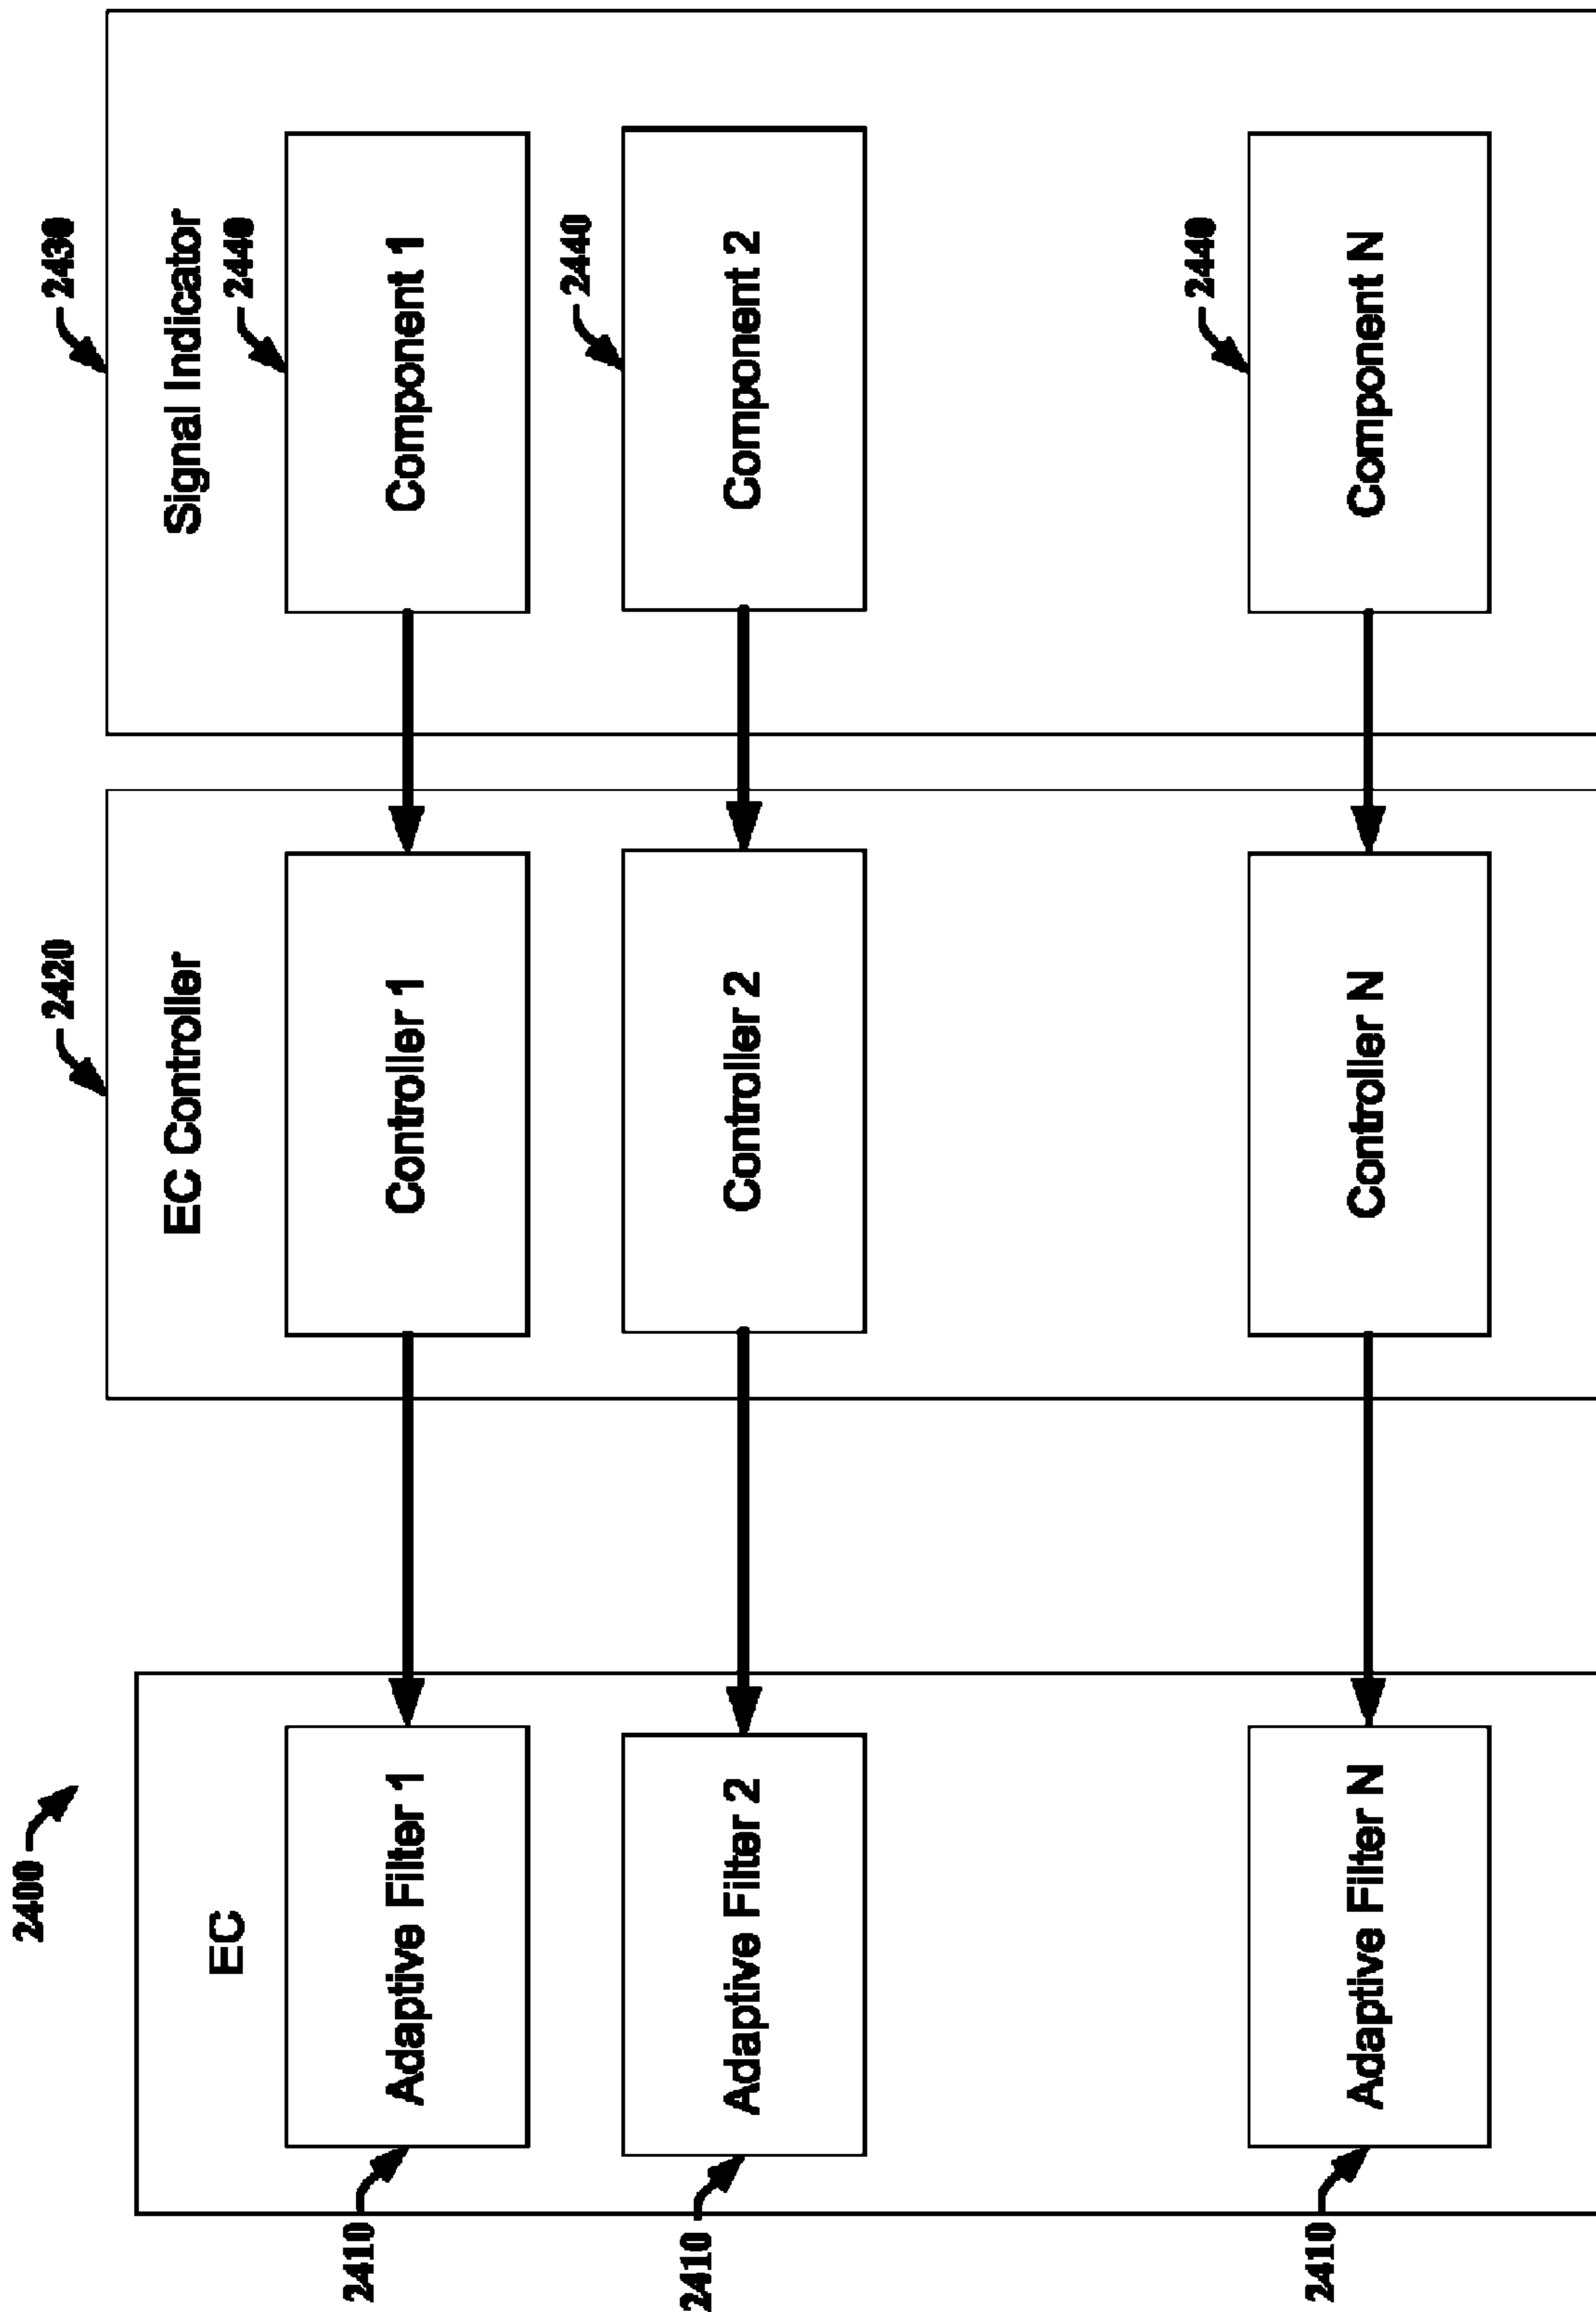 2400
2420
2430
EC
EC Controller
Signal Indicator
2440
2410
Adaptive Filter 1
Controller 1
Component 1
2440
2410
Adaptive Filter 2
Controller 2
Component 2
2440
2410
Adaptive Filter N
Controller N
Component N